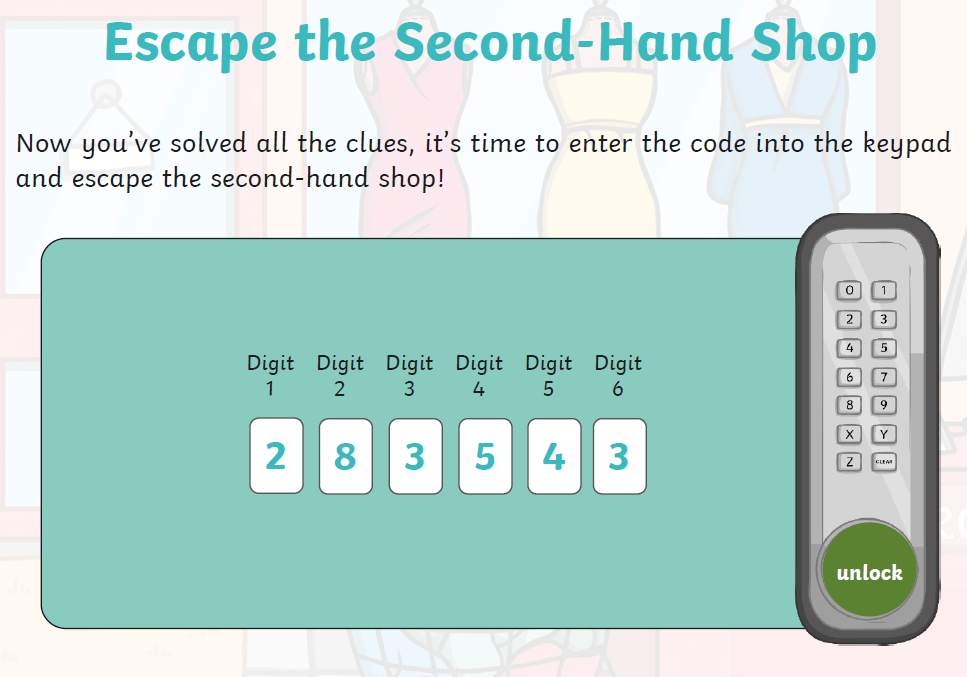 Escape the Second-Hand Shop
Now you've solved all the clues, it's time to enter the code into the keypad
and escape the second-hand shop!
Digit Digit Digit Digit Digit Digit
1 2 3 4 5 6
2 8 3 5 4 3
0 1
2 3
4 5
6 7
8 9
X Y
Z CLEAR
unlock